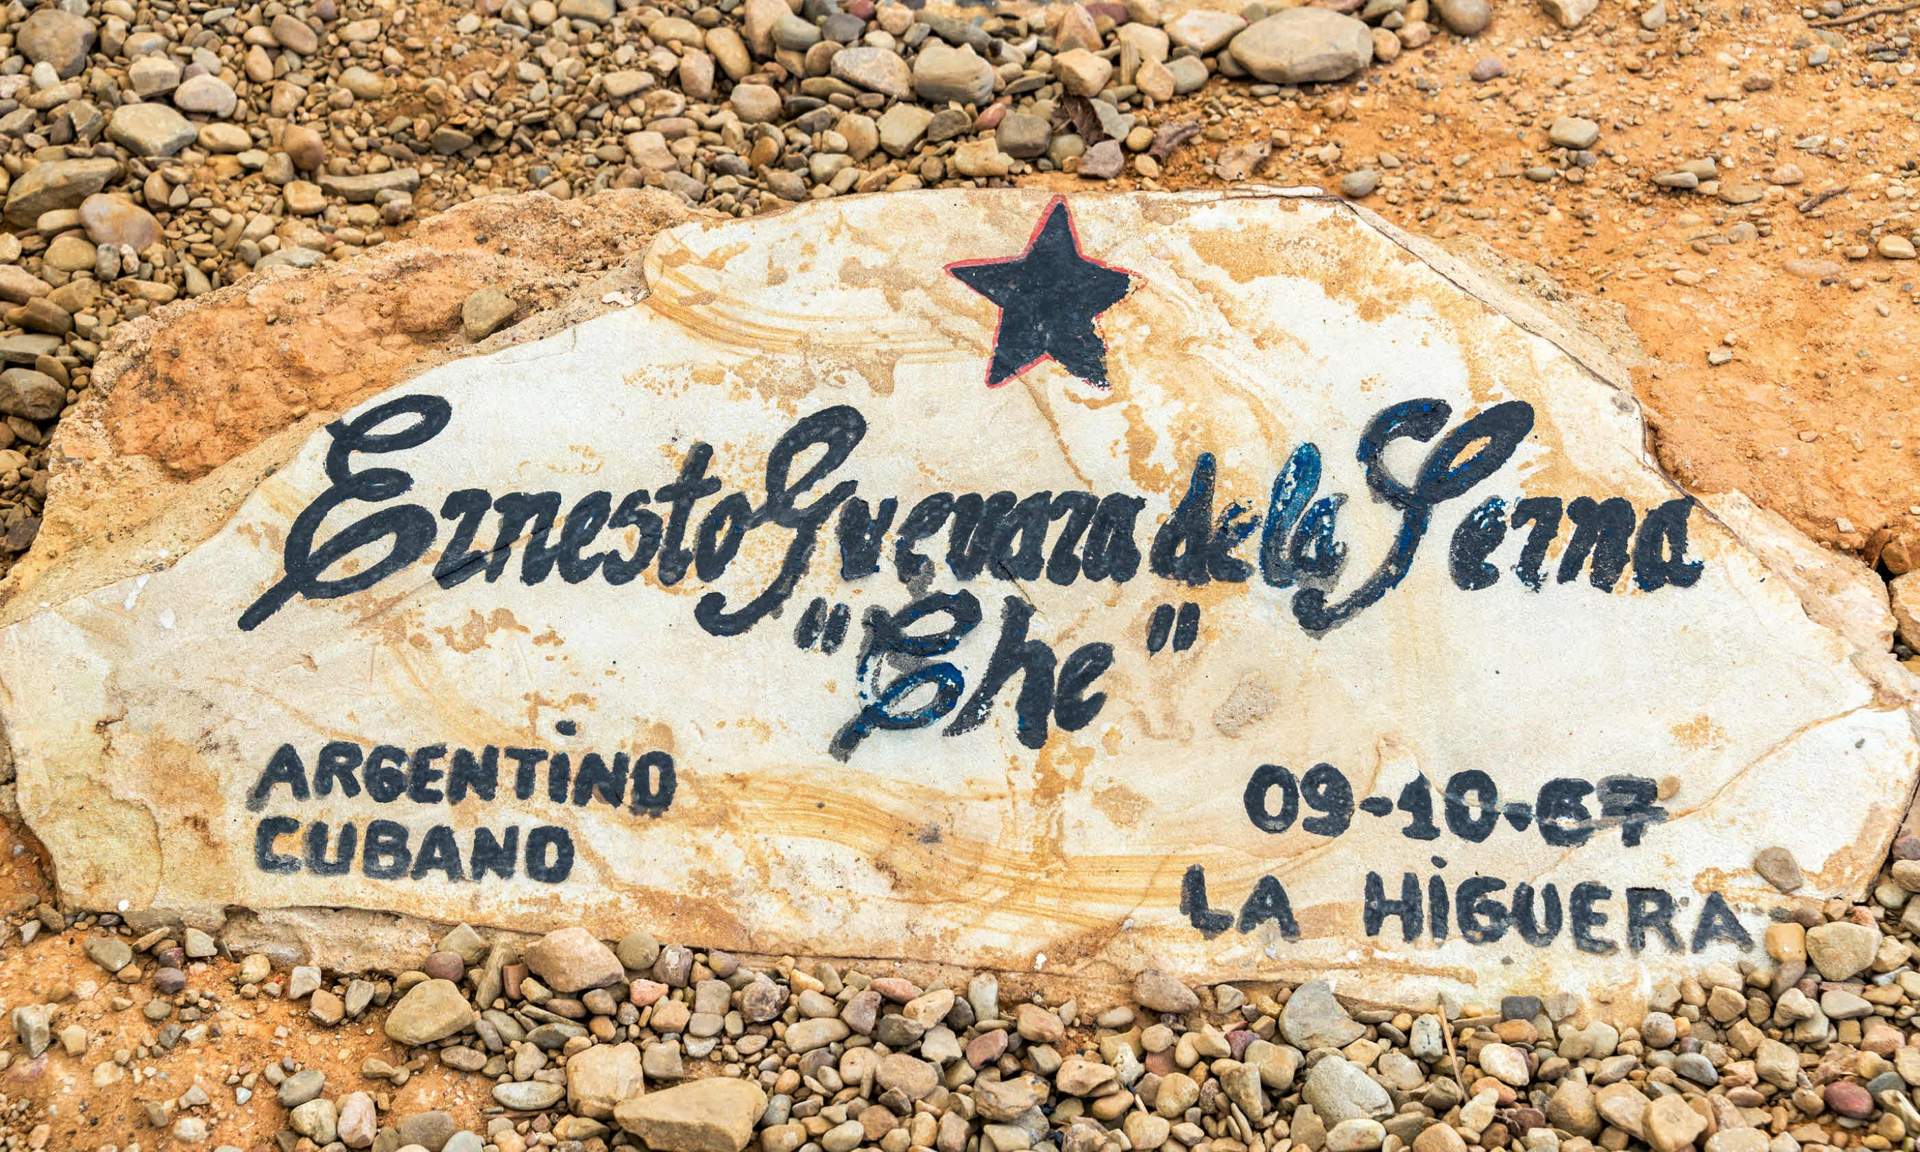 Ernesto Guevara de la Serna
"Che"
ARGENTINO
CUBANO
09-10-67
LA HIGUERA